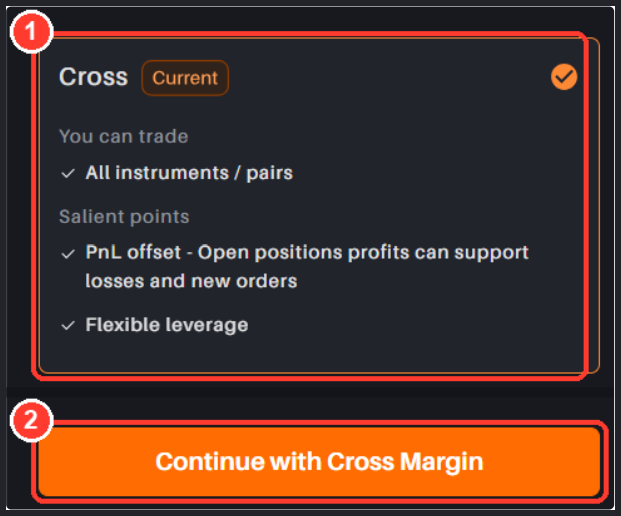 1
Cross Current
You can trade
All instruments / pairs
Salient points
PnL offset - Open positions profits can support
losses and new orders
Flexible leverage
2
Continue with Cross Margin